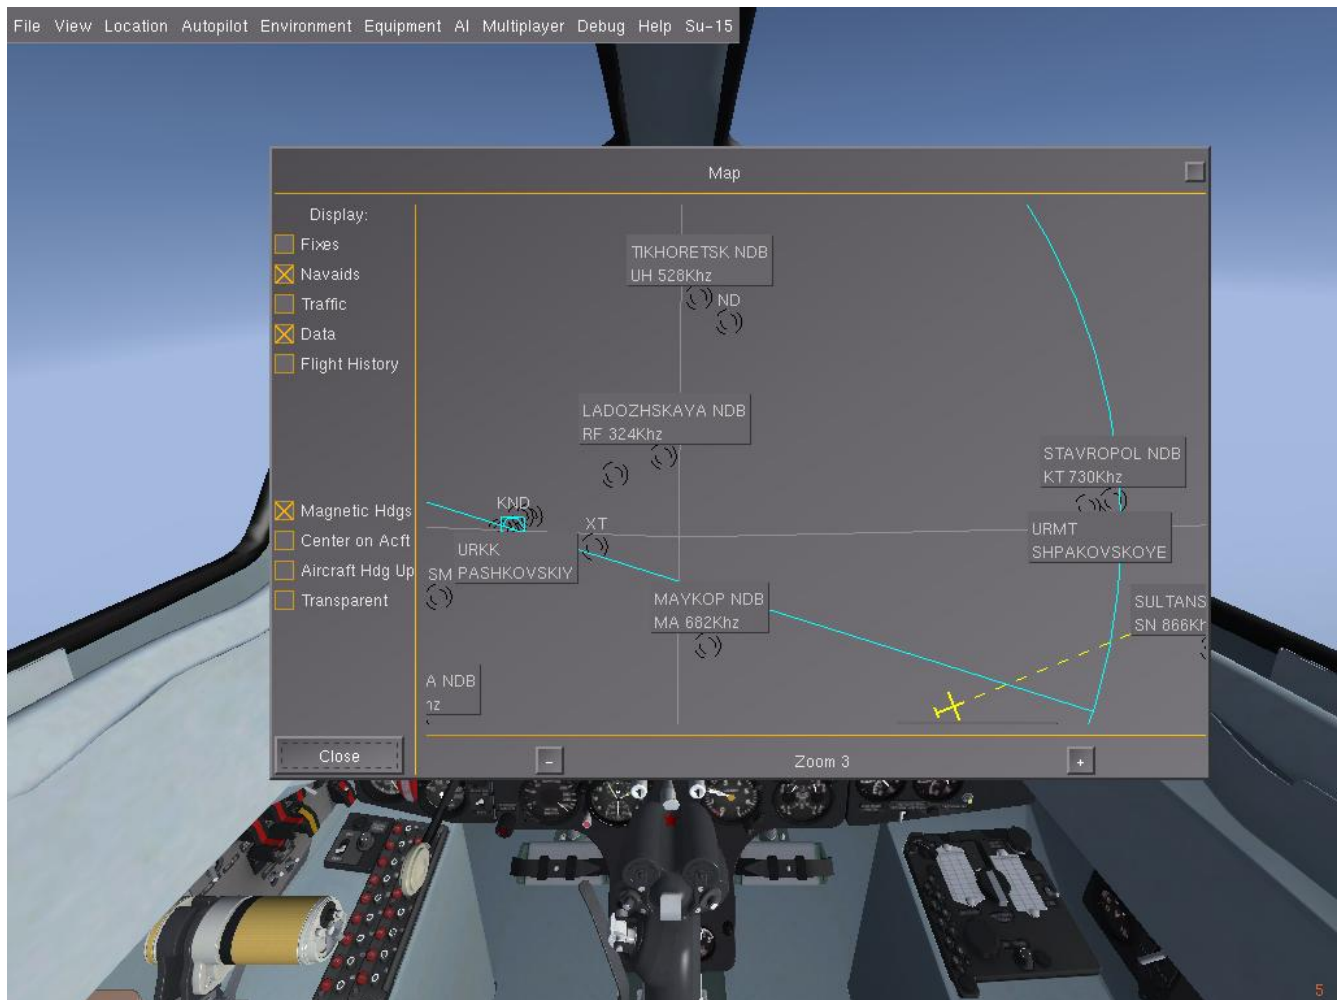 File View Location Autopilot Environment Equipment AI Multiplayer Debug Help Su-15
Map
Display:
Fixes
Navaids
Traffic
Data
Flight History
Magnetic Hdgs
Center on Acft
Aircraft Hdg Up
Transparent
Close
TIKHORETSK NDB
UH 528Khz
ND
LADOZHSKAYA NDB
RF 324Khz
STAVROPOL NDB
KT 730Khz
KND
XT
URKK
PASHKOVSKIY
URMT
SHPAKOVSKOYE
SM
MAYKOP NDB
MA 682Khz
SULTANS
SN 866Kh
A NDB
hz
-
Zoom 3
+
5